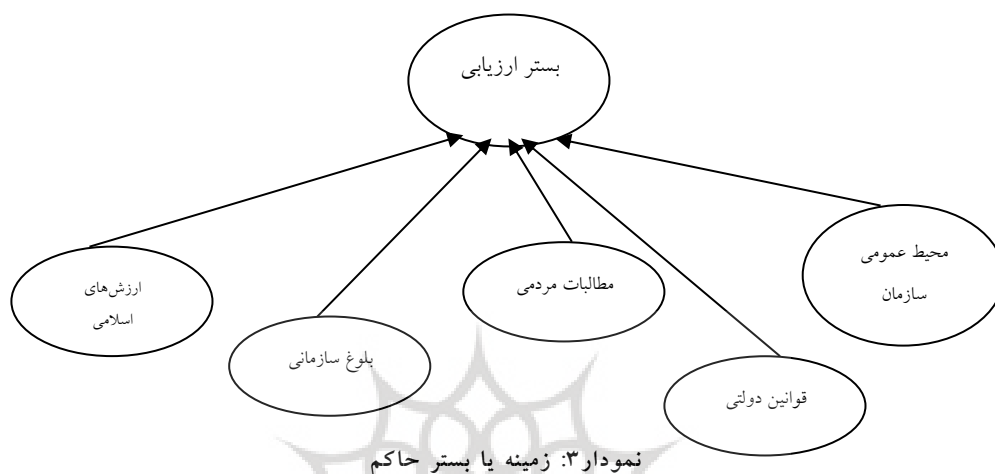 بستر ارزیابی
محیط عمومی
سازمان
مطالبات مردمی
ارزش‌های
اسلامی
بلوغ سازمانی
قوانین دولتی
نمودار۳: زمینه یا بستر حاکم